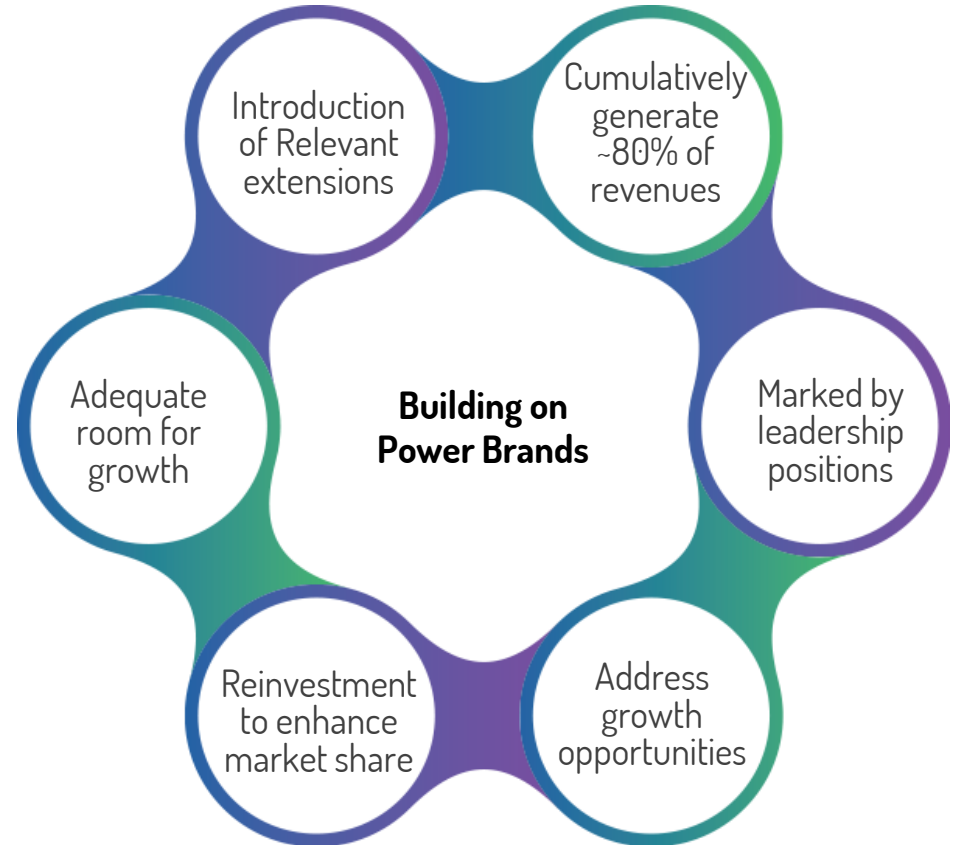 Introduction
of Relevant
extensions
Cumulatively
generate
~80% of
revenues
Adequate
room for
growth
Building on
Power Brands
Marked by
leadership
positions
Reinvestment
to enhance
market share
Address
growth
opportunities